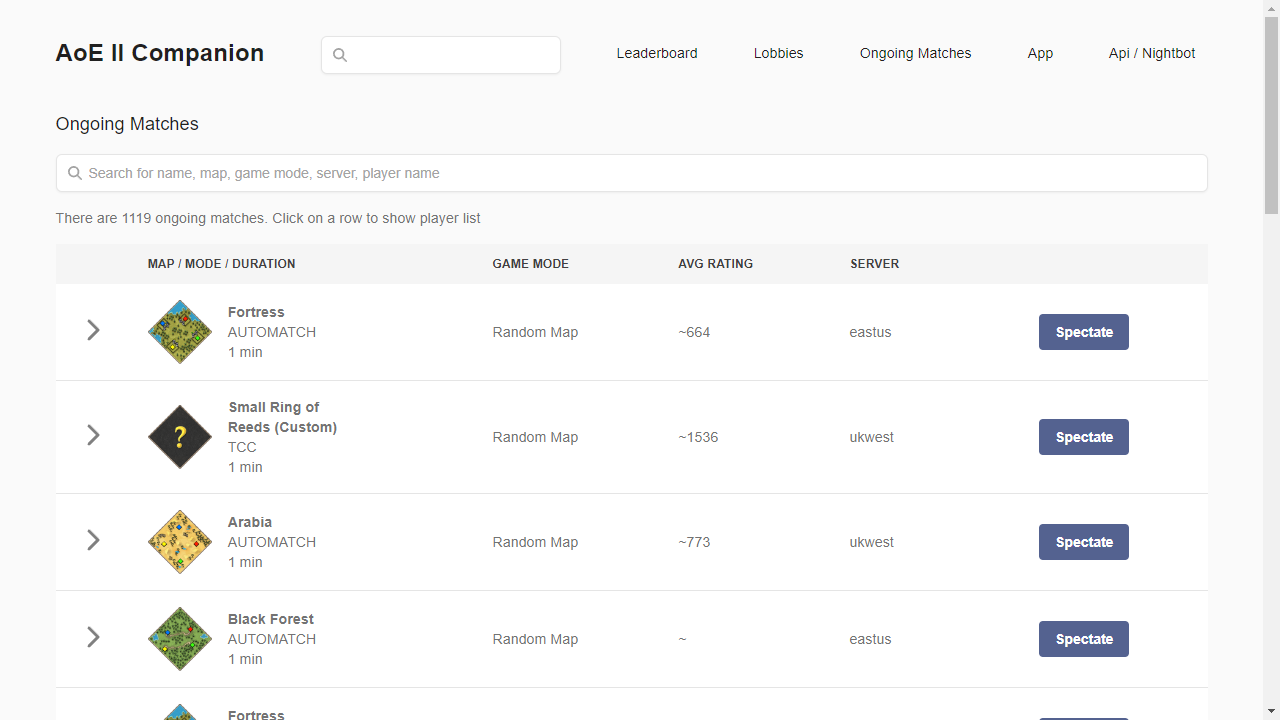 AoE II Companion
Leaderboard
Lobbies
Ongoing Matches
App
Api / Nightbot
Ongoing Matches
Search for name, map, game mode, server, player name
There are 1119 ongoing matches. Click on a row to show player list
MAP / MODE / DURATION
GAME MODE
AVG RATING
SERVER
Fortress
AUTOMATCH
1 min
Random Map
~664
eastus
Spectate
?
Small Ring of
Reeds (Custom)
TCC
1 min
Random Map
~1536
ukwest
Spectate
Arabia
AUTOMATCH
1 min
Random Map
~773
ukwest
Spectate
Black Forest
AUTOMATCH
1 min
Random Map
~
eastus
Spectate
Fortress